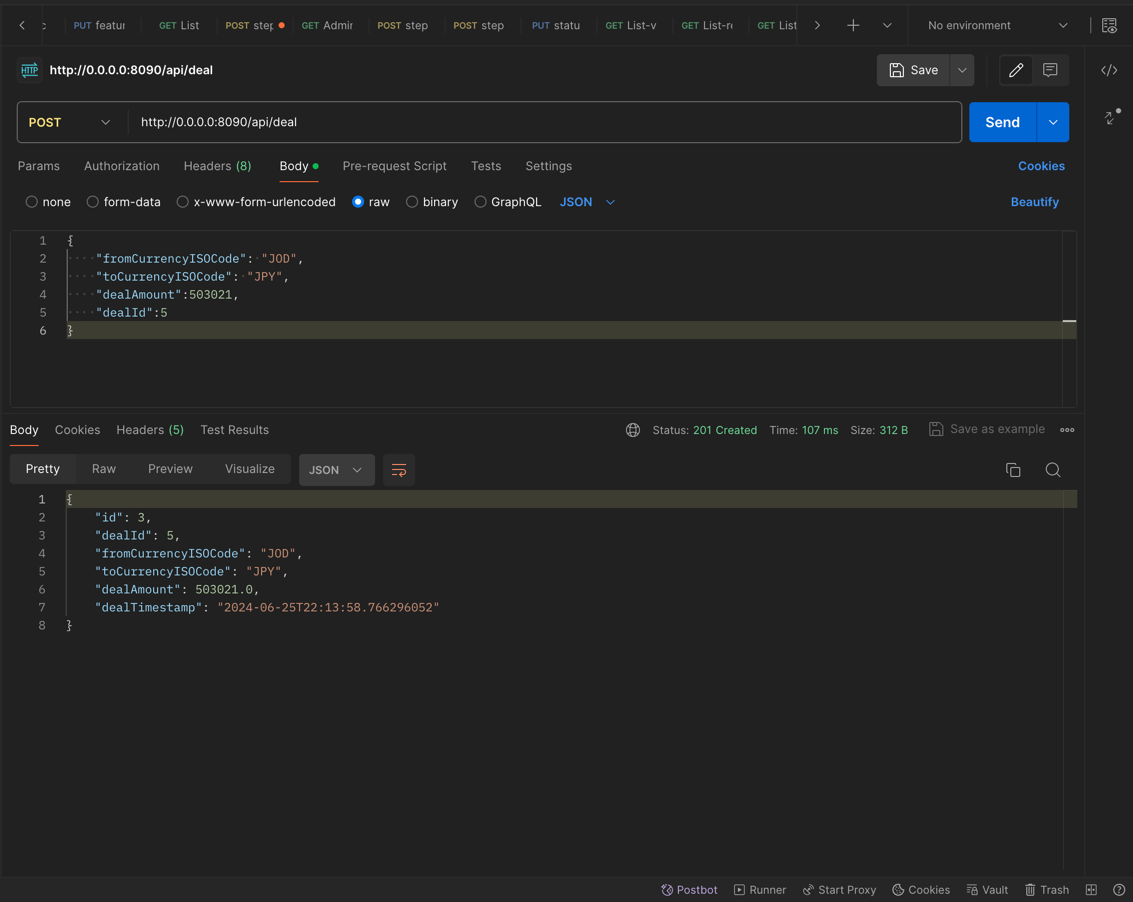 PUT featur GET List POST step GET Admir POST step POST step PUT statu GET List-v GET List-re GET List No environment
HTTP http://0.0.0.0:8090/api/deal Save
POST http://0.0.0.0:8090/api/deal Send
Params Authorization Headers (8) Body Pre-request Script Tests Settings Cookies
none form-data x-www-form-urlencoded raw binary GraphQL JSON Beautify
1 {
2 "fromCurrencyISOCode": "JOD",
3 "toCurrencyISOCode": "JPY",
4 "dealAmount":503021,
5 "dealId":5
6 }
Body Cookies Headers (5) Test Results Status: 201 Created Time: 107 ms Size: 312 B Save as example
Pretty Raw Preview Visualize JSON
1 {
2 "id": 3,
3 "dealId": 5,
4 "fromCurrencyISOCode": "JOD",
5 "toCurrencyISOCode": "JPY",
6 "dealAmount": 503021.0,
7 "dealTimestamp": "2024-06-25T22:13:58.766296052"
8 }
Postbot Runner Start Proxy Cookies Vault Trash